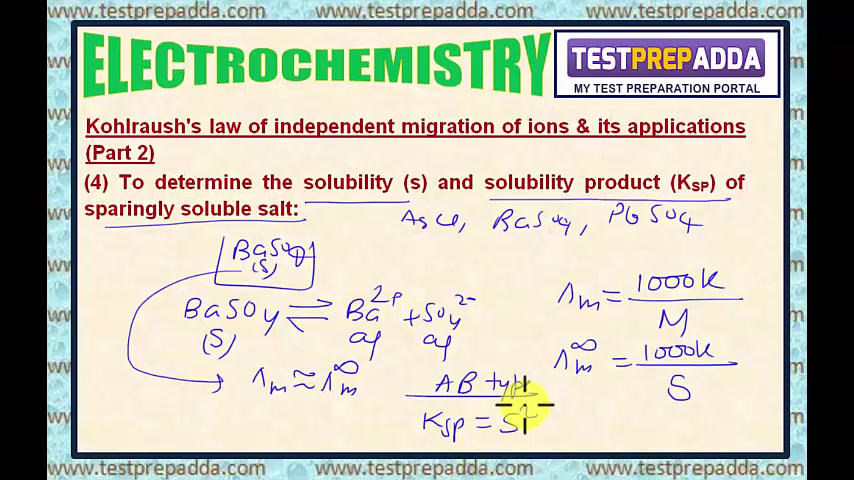 www.testprepadda.com www.testprepadda.com www.testprepadda.com
ELECTROCHEMISTRY
TESTPREPADDA
MY TEST PREPARATION PORTAL
Kohlraush's law of independent migration of ions & its applications
(Part 2)
(4) To determine the solubility (s) and solubility product (KSP) of
sparingly soluble salt:
AgCl, BaSO4, PbSO4
BaSO4
(S)
BaSO4 ⇌ Ba2+ + SO4 2-
(S) aq aq
Λm = 1000K / M
Λm∞ = 1000K / S
Λm ≈ Λm∞
AB type
Ksp = S2
www.testprepadda.com www.testprepadda.com www.testprepadda.com